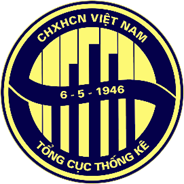 CHXHCN VIỆT NAM
6 - 5 - 1946
TỔNG CỤC THỐNG KÊ